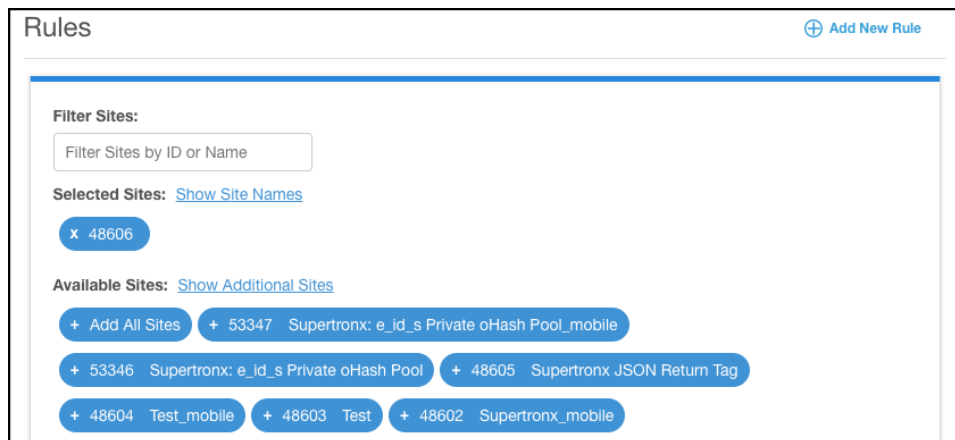 Rules
Add New Rule
Filter Sites:
Filter Sites by ID or Name
Selected Sites: Show Site Names
x 48606
Available Sites: Show Additional Sites
+ Add All Sites + 53347 Supertronx: e_id_s Private oHash Pool_mobile
+ 53346 Supertronx: e_id_s Private oHash Pool + 48605 Supertronx JSON Return Tag
+ 48604 Test_mobile + 48603 Test + 48602 Supertronx_mobile